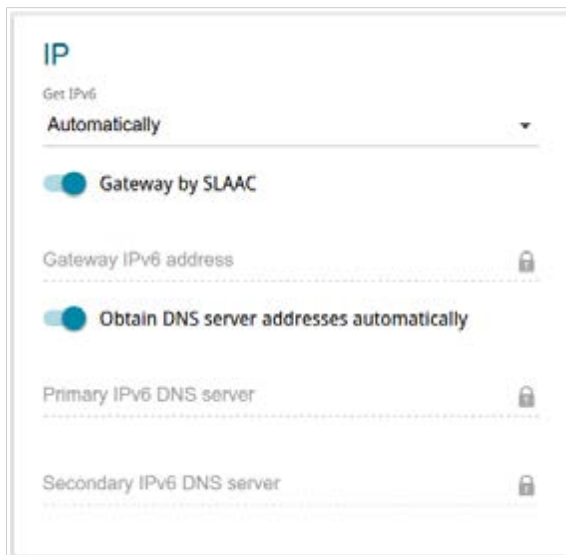 IP
Get IPv6
Automatically
Gateway by SLAAC
Gateway IPv6 address
Obtain DNS server addresses automatically
Primary IPv6 DNS server
Secondary IPv6 DNS server